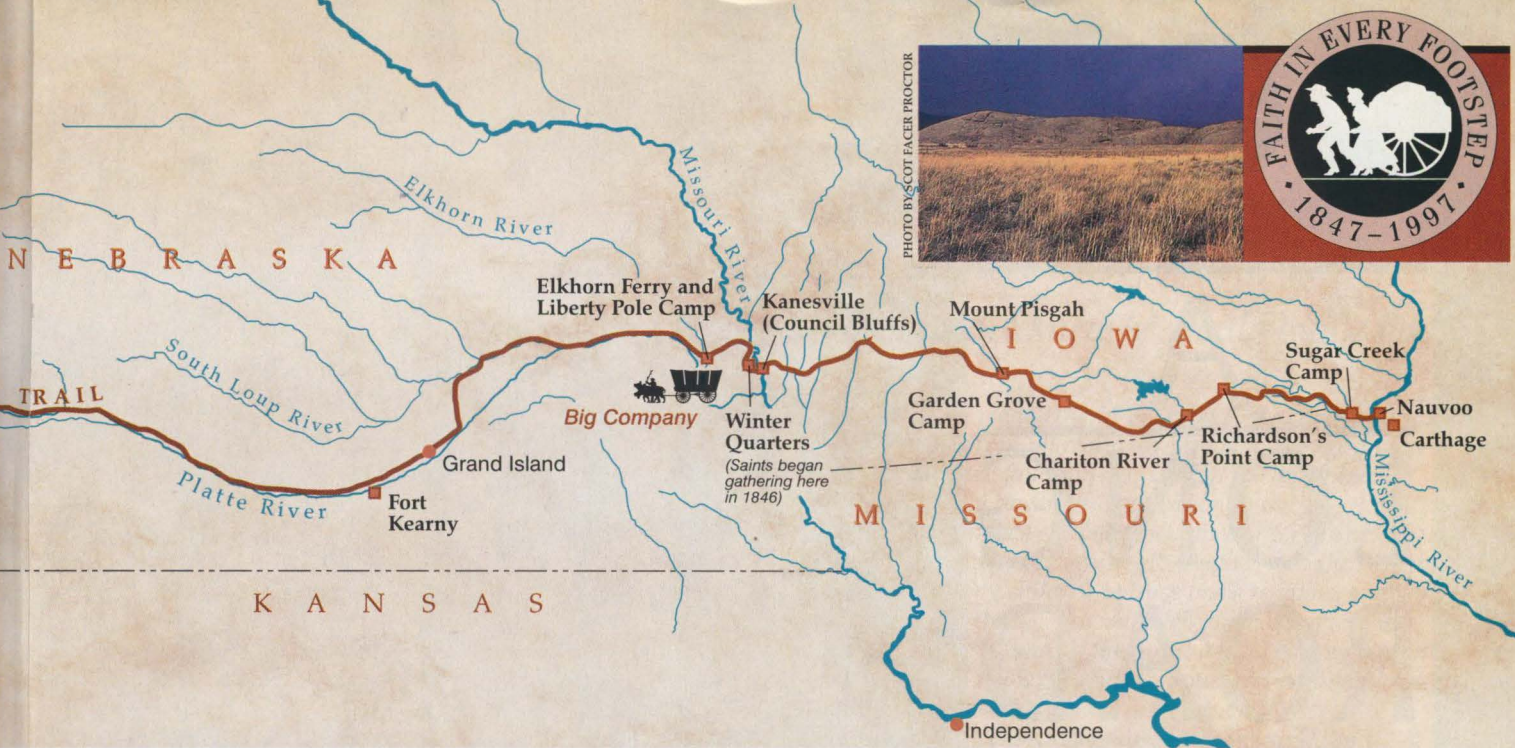 PHOTO BY SCOT FACER PROCTOR
FAITH IN EVERY FOOTSTEP
• 1847–1997 •
Missouri River
Elkhorn River
NEBRASKA
Elkhorn Ferry and
Liberty Pole Camp
Kanesville
(Council Bluffs)
Mount Pisgah
IOWA
South Loup River
Sugar Creek
Camp
TRAIL
Big Company
Winter
Quarters
(Saints began
gathering here
in 1846)
Garden Grove
Camp
Nauvoo
Carthage
Richardson's
Point Camp
Chariton River
Camp
Grand Island
Platte River
Fort
Kearny
MISSOURI
Mississippi River
KANSAS
Independence